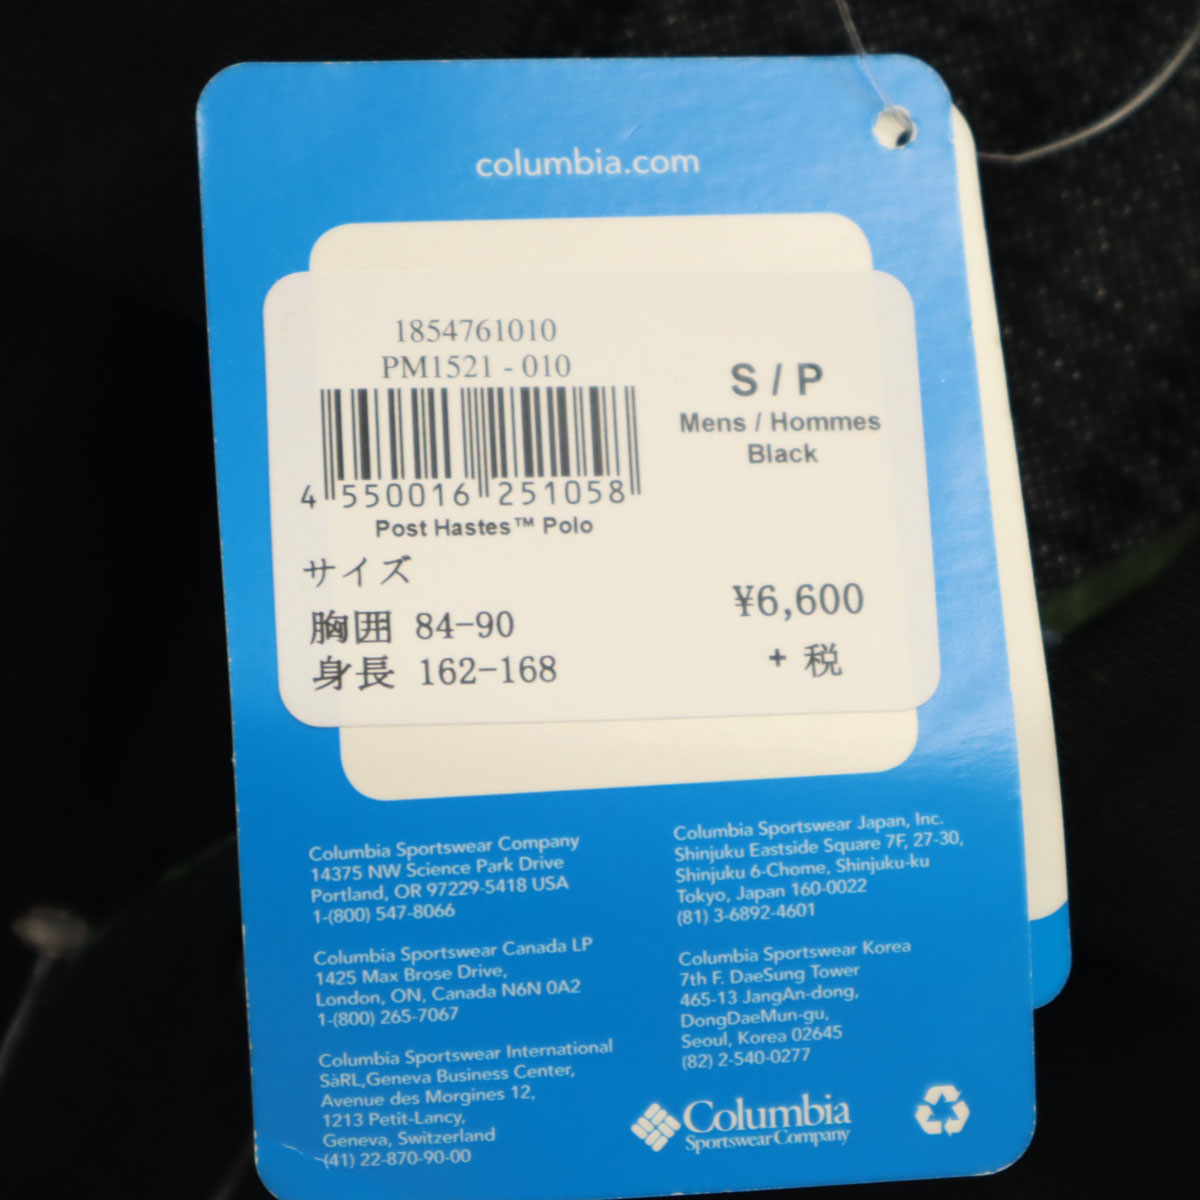 columbia.com
1854761010
PM1521 - 010
4 550016 251058
Post Hastes™ Polo
S / P
Mens / Hommes
Black
サイズ
胸囲 84-90
身長 162-168
¥6,600
+ 税
Columbia Sportswear Company
14375 NW Science Park Drive
Portland, OR 97229-5418 USA
1-(800) 547-8066
Columbia Sportswear Canada LP
1425 Max Brose Drive,
London, ON, Canada N6N 0A2
1-(800) 265-7067
Columbia Sportswear International
SàRL,Geneva Business Center,
Avenue des Morgines 12,
1213 Petit-Lancy,
Geneva, Switzerland
(41) 22-870-90-00
Columbia Sportswear Japan, Inc.
Shinjuku Eastside Square 7F, 27-30,
Shinjuku 6-Chome, Shinjuku-ku
Tokyo, Japan 160-0022
(81) 3-6892-4601
Columbia Sportswear Korea
7th F. DaeSung Tower
465-13 JangAn-dong,
DongDaeMun-gu,
Seoul, Korea 02645
(82) 2-540-0277
Columbia
Sportswear Company